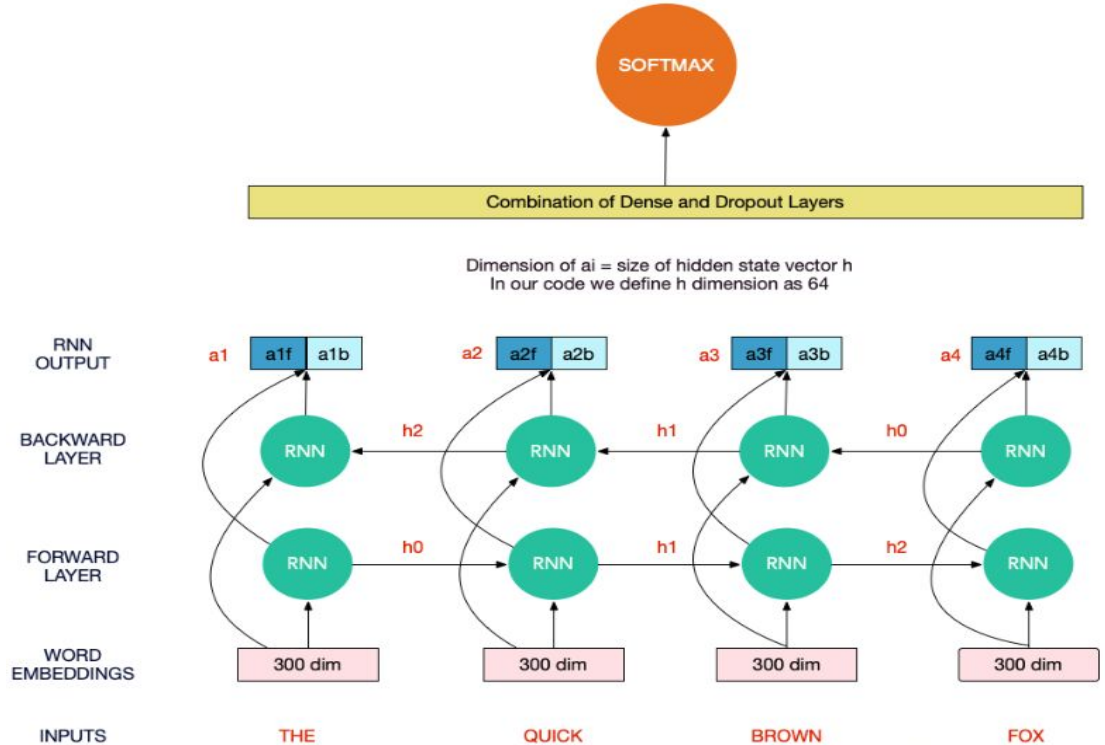 SOFTMAX
Combination of Dense and Dropout Layers
Dimension of ai = size of hidden state vector h
In our code we define h dimension as 64
RNN
OUTPUT
a1 a1f a1b a2 a2f a2b a3 a3f a3b a4 a4f a4b
BACKWARD
LAYER
RNN h2 RNN h1 RNN h0 RNN
FORWARD
LAYER
RNN h0 RNN h1 RNN h2 RNN
WORD
EMBEDDINGS
300 dim 300 dim 300 dim 300 dim
INPUTS THE QUICK BROWN FOX